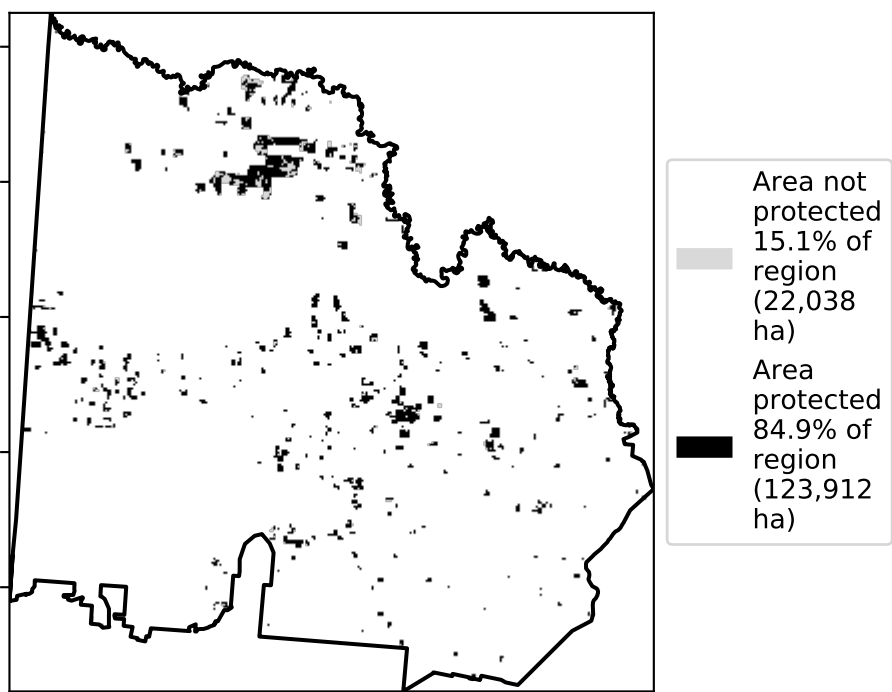 Area not
protected
15.1% of
region
(22,038
ha)
Area
protected
84.9% of
region
(123,912
ha)